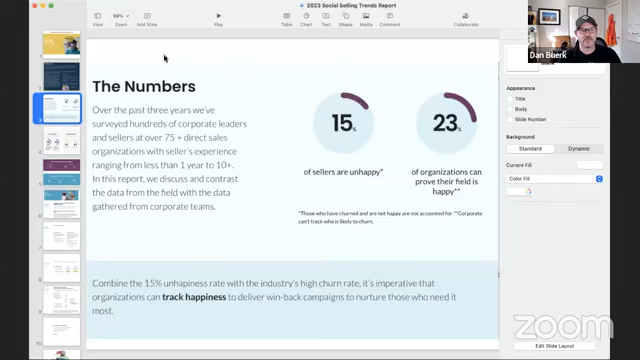 2023 Social Selling Trends Report
98%
View
Zoom
Add Slide
Play
Table
Chart
Text
Shape
Media
Comment
Collaborate
Dan Buerk
The Numbers
Over the past three years we've
surveyed hundreds of corporate leaders
and sellers at over 75 + direct sales
organizations with seller's experience
ranging from less than 1 year to 10+.
In this report, we discuss and contrast
the data from the field with the data
gathered from corporate teams.
15%
of sellers are unhappy*
23%
of organizations can
prove their field is
happy**
*Those who have churned and are not happy are not accounted for. **Corporate
can't track who is likely to churn.
Combine the 15% unhapiness rate with the industry's high churn rate, it's imperative that
organizations can track happiness to deliver win-back campaigns to nurture those who need it
most.
Appearance
Title
Body
Slide Number
Background
Standard
Dynamic
Current Fill
Color Fill
Edit Slide Layout
zoom